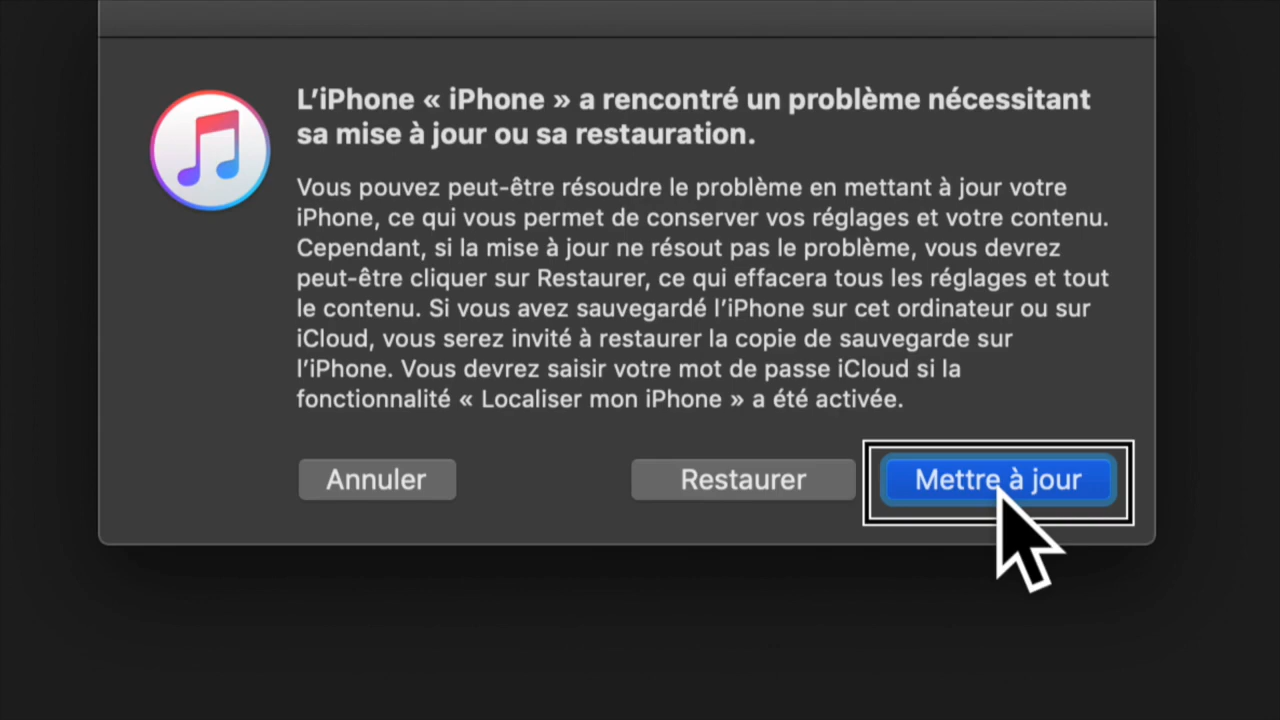 L’iPhone « iPhone » a rencontré un problème nécessitant
sa mise à jour ou sa restauration.
Vous pouvez peut-être résoudre le problème en mettant à jour votre
iPhone, ce qui vous permet de conserver vos réglages et votre contenu.
Cependant, si la mise à jour ne résout pas le problème, vous devrez
peut-être cliquer sur Restaurer, ce qui effacera tous les réglages et tout
le contenu. Si vous avez sauvegardé l’iPhone sur cet ordinateur ou sur
iCloud, vous serez invité à restaurer la copie de sauvegarde sur
l’iPhone. Vous devrez saisir votre mot de passe iCloud si la
fonctionnalité « Localiser mon iPhone » a été activée.
Annuler
Restaurer
Mettre à jour